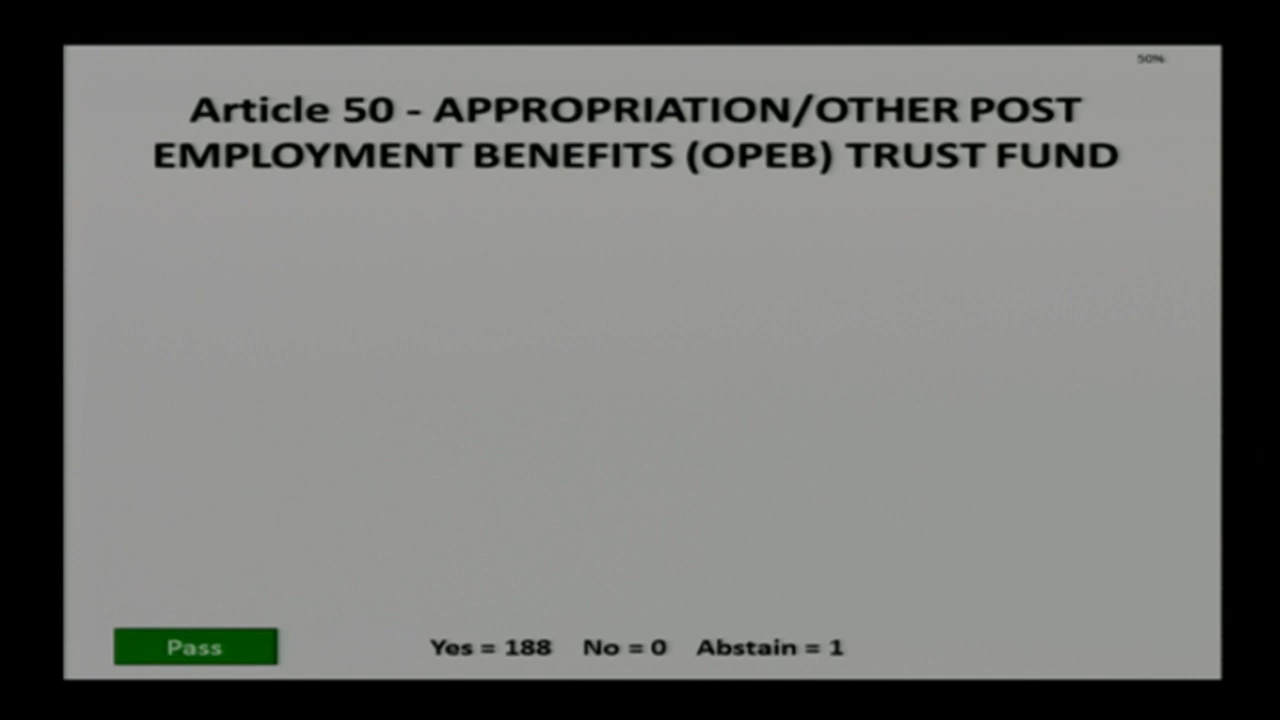 50%
Article 50 - APPROPRIATION/OTHER POST
EMPLOYMENT BENEFITS (OPEB) TRUST FUND
Pass
Yes = 188 No = 0 Abstain = 1